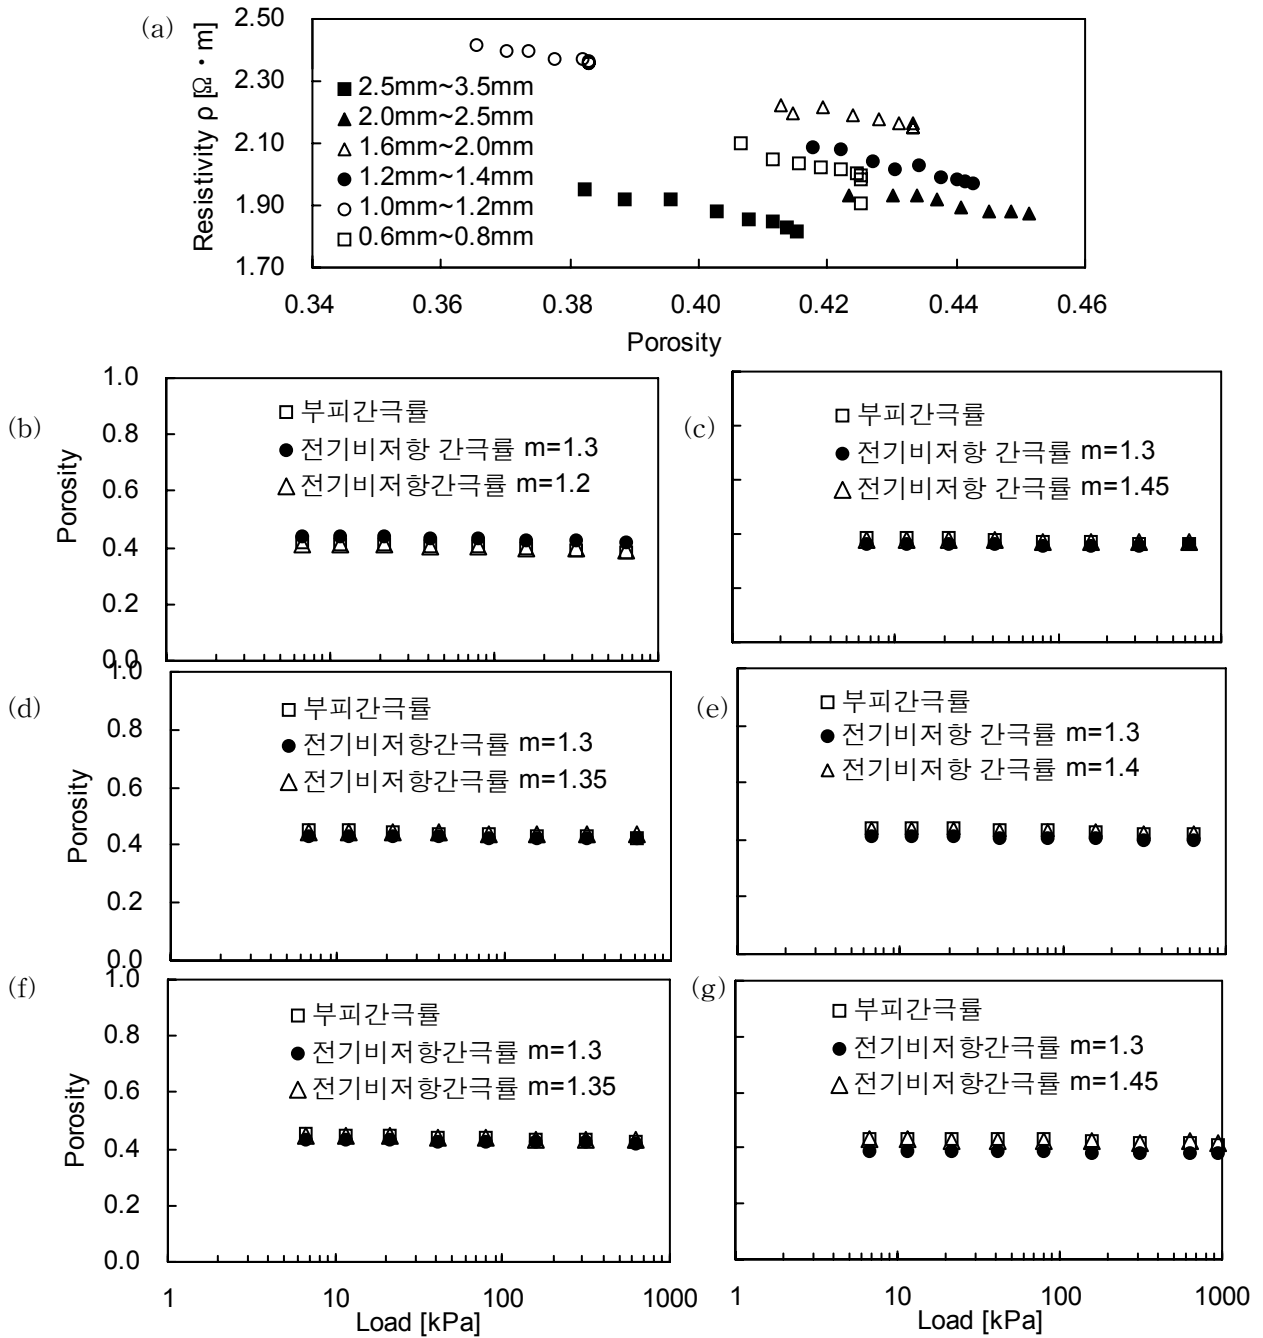 (a)
Resistivity ρ [Ω・m]
2.50
2.30
2.10
1.90
1.70
2.5mm~3.5mm
2.0mm~2.5mm
1.6mm~2.0mm
1.2mm~1.4mm
1.0mm~1.2mm
0.6mm~0.8mm
0.34 0.36 0.38 0.40 0.42 0.44 0.46
Porosity
(b)
Porosity
1.0
0.8
0.6
0.4
0.2
0.0
부피간극률
전기비저항 간극률 m=1.3
전기비저항간극률 m=1.2
(c)
부피간극률
전기비저항 간극률 m=1.3
전기비저항 간극률 m=1.45
(d)
Porosity
1.0
0.8
0.6
0.4
0.2
0.0
부피간극률
전기비저항간극률 m=1.3
전기비저항간극률 m=1.35
(e)
부피간극률
전기비저항 간극률 m=1.3
전기비저항 간극률 m=1.4
(f)
Porosity
1.0
0.8
0.6
0.4
0.2
0.0
부피간극률
전기비저항간극률 m=1.3
전기비저항간극률 m=1.35
1 10 100 1000
Load [kPa]
(g)
부피간극률
전기비저항간극률 m=1.3
전기비저항간극률 m=1.45
1 10 100 1000
Load [kPa]